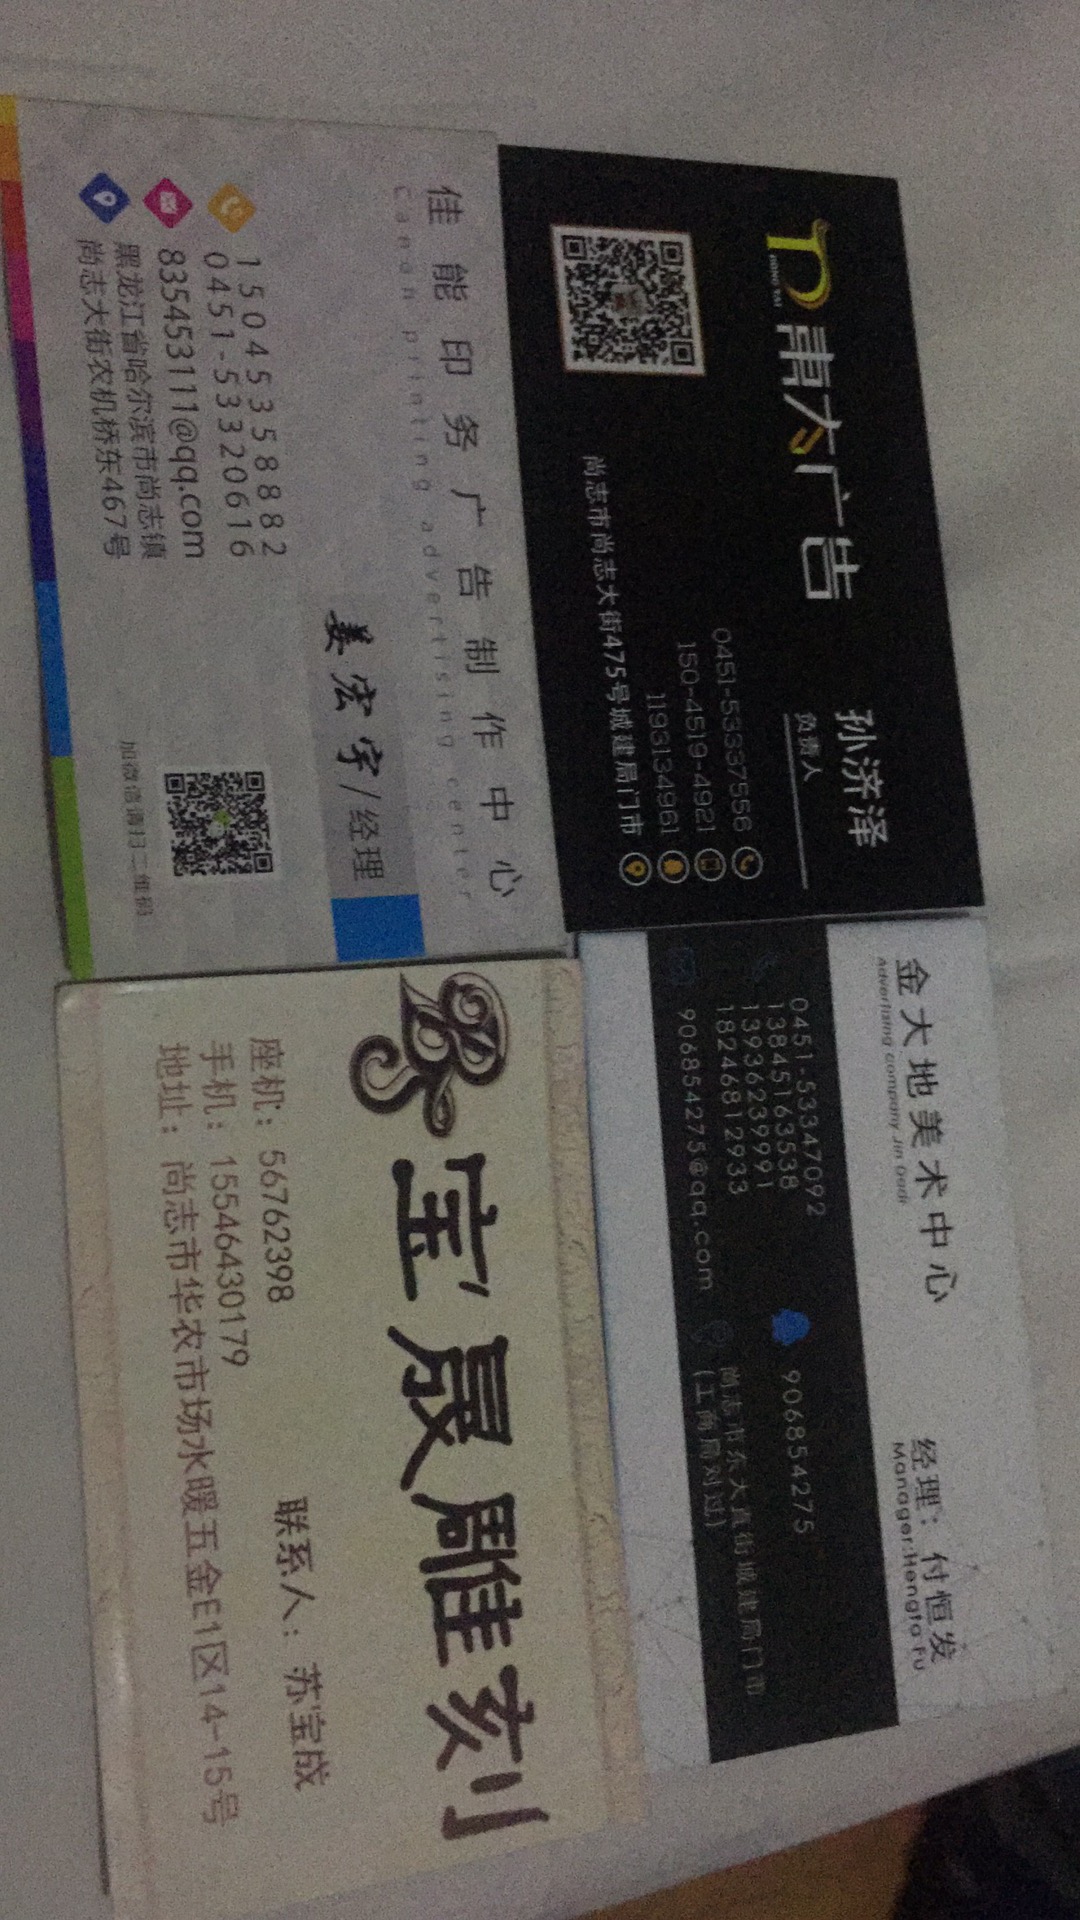 佳能印务广告制作中心
Canon printing advertising center
姜宏宇/经理
15045358882
0451-53320616
835453111@qq.com
黑龙江省哈尔滨市尚志镇
尚志大街农机桥东467号
加微信请扫二维码
广告
孙济泽
负责人
0451-53337556
150-4519-4921
119313496​1
尚志市尚志大街475号城建局门市
宝晟雕刻
联系人：苏宝成
座机：56762398
手机：15546430179
地址：尚志市华农市场水暖五金E1区14-15号
金大地美术中心
Advertising company Jin Dadi
经理：付恒发
Manager:Hengfa Fu
0451-53347092
13845163538
13936239991
18246812933
906854275@qq.com
906854275
尚志市东大直街城建局门市
(工商局对过)